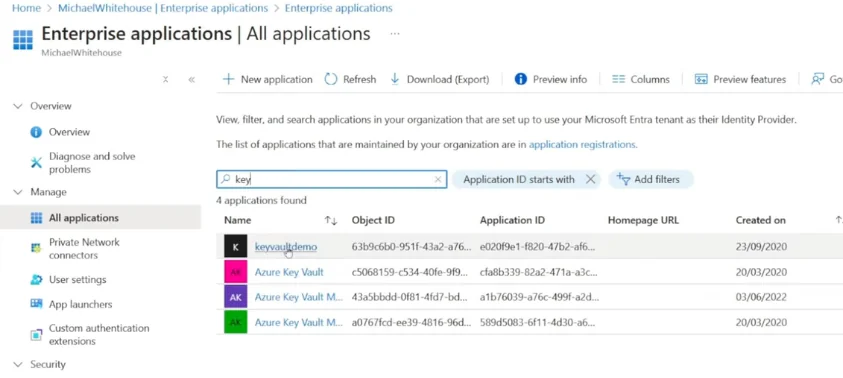 Home > MichaelWhitehouse | Enterprise applications > Enterprise applications
Enterprise applications | All applications ...
MichaelWhitehouse
+ New application Refresh Download (Export) Preview info Columns Preview features Go
Overview
Overview
Diagnose and solve
problems
Manage
All applications
Private Network
connectors
User settings
App launchers
Custom authentication
extensions
Security
View, filter, and search applications in your organization that are set up to use your Microsoft Entra tenant as their Identity Provider.
The list of applications that are maintained by your organization are in application registrations.
key
Application ID starts with
Add filters
4 applications found
Name Object ID Application ID Homepage URL Created on
K keyvaultdemo 63b9c6b0-951f-43a2-a76... e020f9e1-f820-47b2-af6... 23/09/2020
AK Azure Key Vault c5068159-c534-40fe-9f9... cfa8b339-82a2-471a-a3c... 20/03/2020
AK Azure Key Vault M... 43a5bbdd-0f81-4fd7-bd... a1b76039-a76c-499f-a2d... 03/06/2022
AK Azure Key Vault M... a0767fcd-ee39-4816-96d... 589d5083-6f11-4d30-a6... 20/03/2020